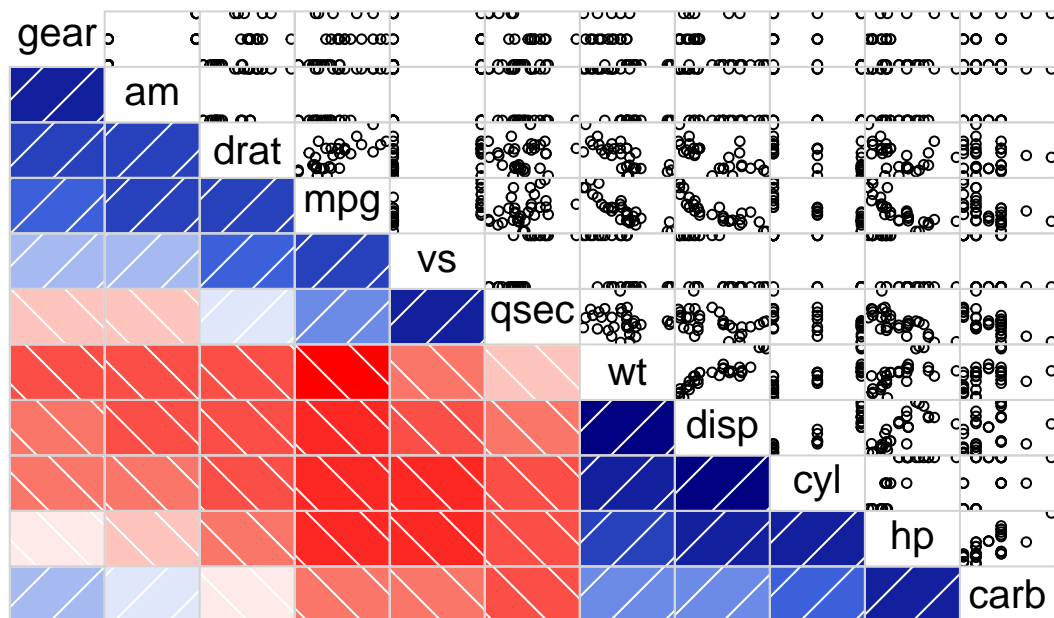 gear
am
drat
mpg
vs
qsec
wt
disp
cyl
hp
carb